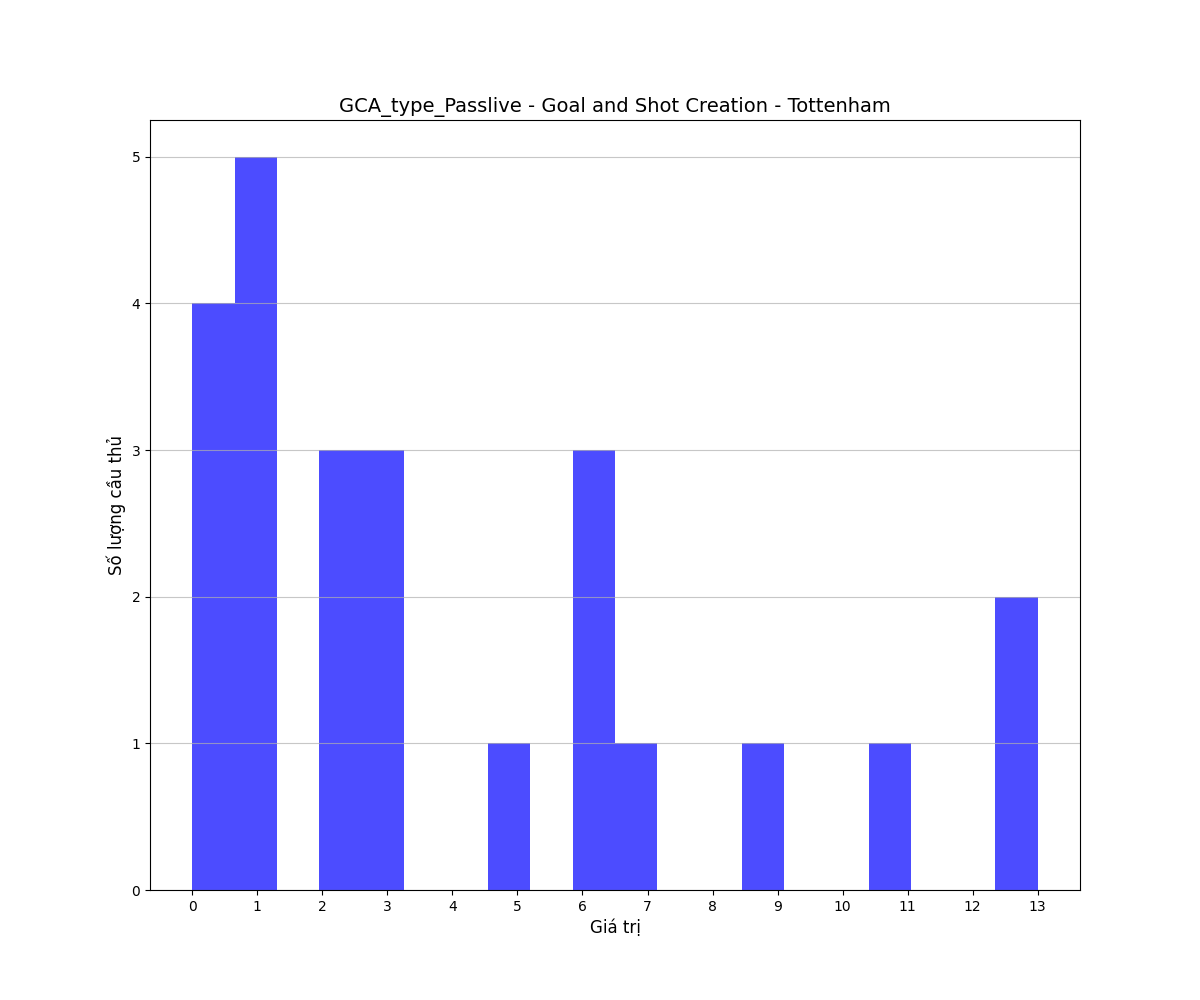 GCA_type_Passlive - Goal and Shot Creation - Tottenham
Số lượng cầu thủ
5
4
3
2
1
0
0 1 2 3 4 5 6 7 8 9 10 11 12 13
Giá trị